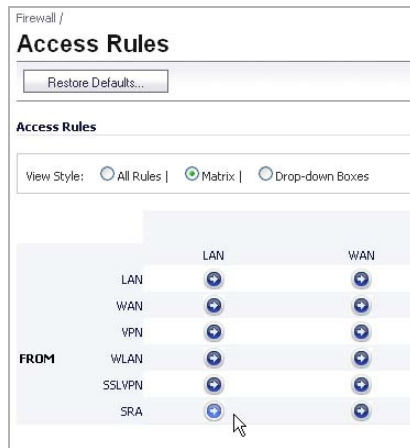 Firewall /
Access Rules
Restore Defaults...
Access Rules
View Style: All Rules | Matrix | Drop-down Boxes
LAN WAN
LAN
WAN
VPN
FROM WLAN
SSLVPN
SRA